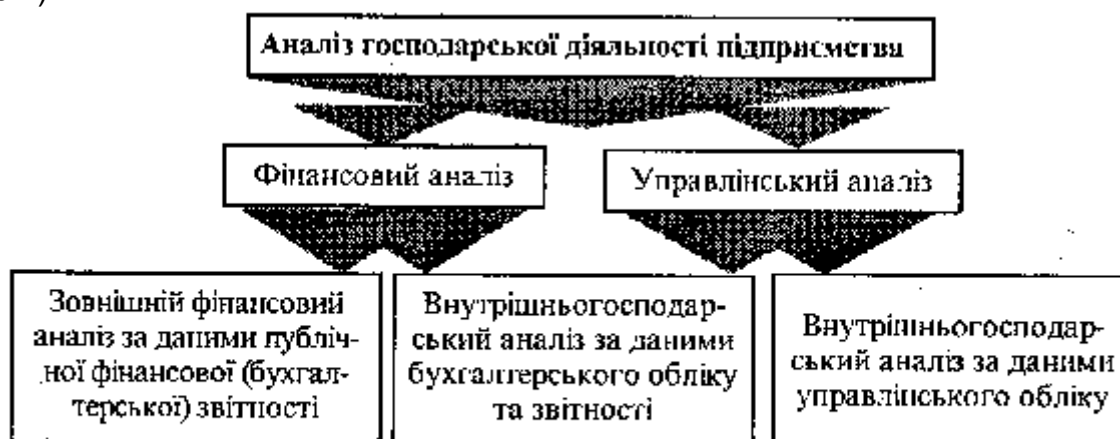 Аналіз господарської діяльності підприємства
Фінансовий аналіз
Управлінський аналіз
Зовнішній фінансовий
аналіз за даними публіч-
ної фінансової (бухгал-
терської) звітності
Внутрішньогосподар-
ський аналіз за даними
бухгалтерського обліку
та звітності
Внутрішньогосподар-
ський аналіз за даними
управлінського обліку